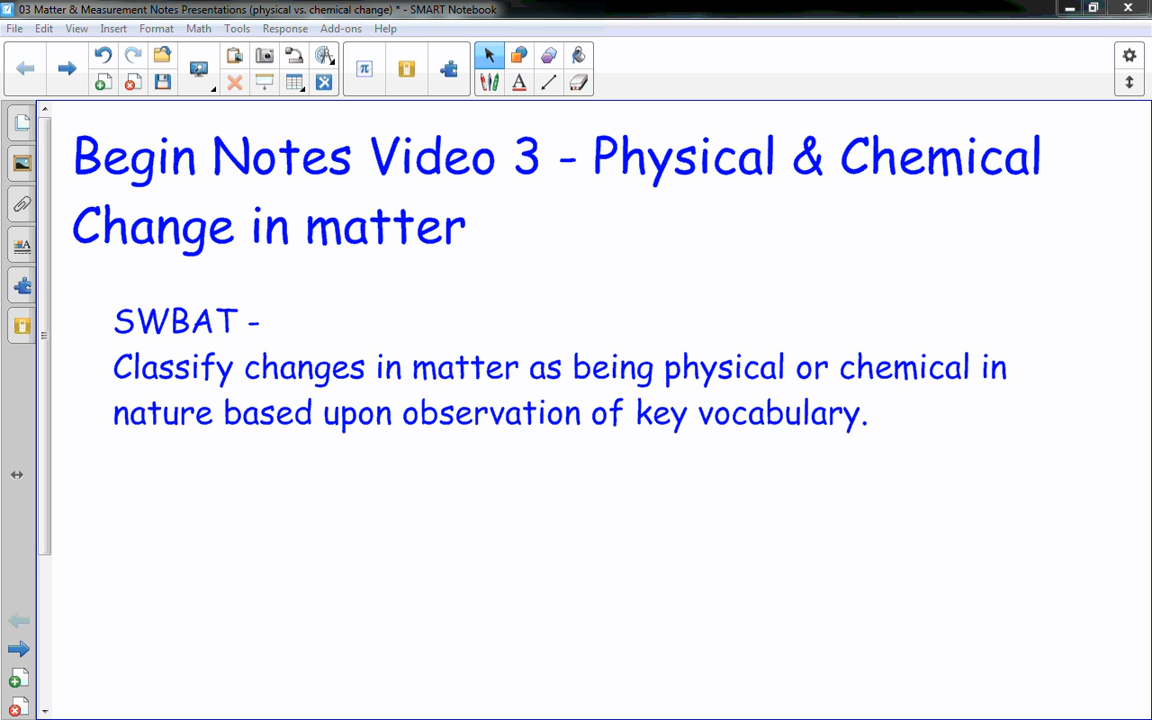 03 Matter & Measurement Notes Presentations (physical vs. chemical change) * - SMART Notebook
File Edit View Insert Format Math Tools Response Add-ons Help
π
A
Begin Notes Video 3 - Physical & Chemical
Change in matter
SWBAT -
Classify changes in matter as being physical or chemical in
nature based upon observation of key vocabulary.